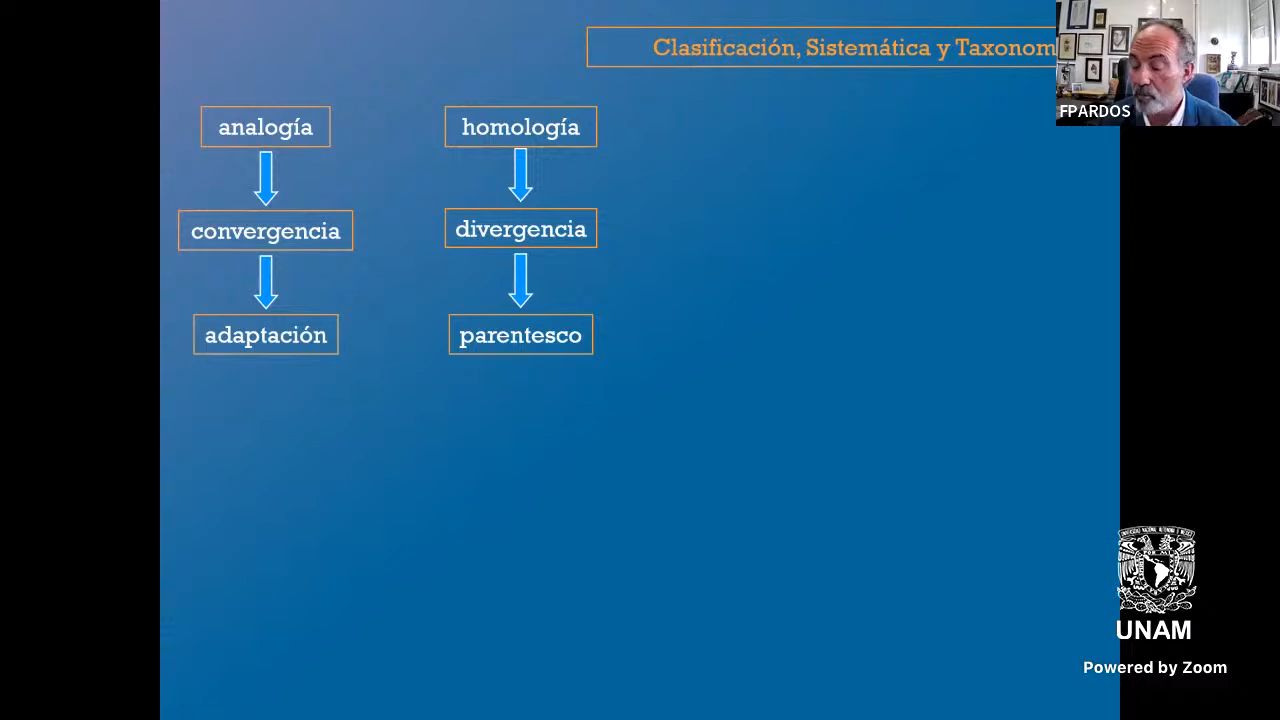 Clasificación, Sistemática y Taxonom
FPARDOS
analogía
homología
convergencia
divergencia
adaptación
parentesco
UNAM
Powered by Zoom